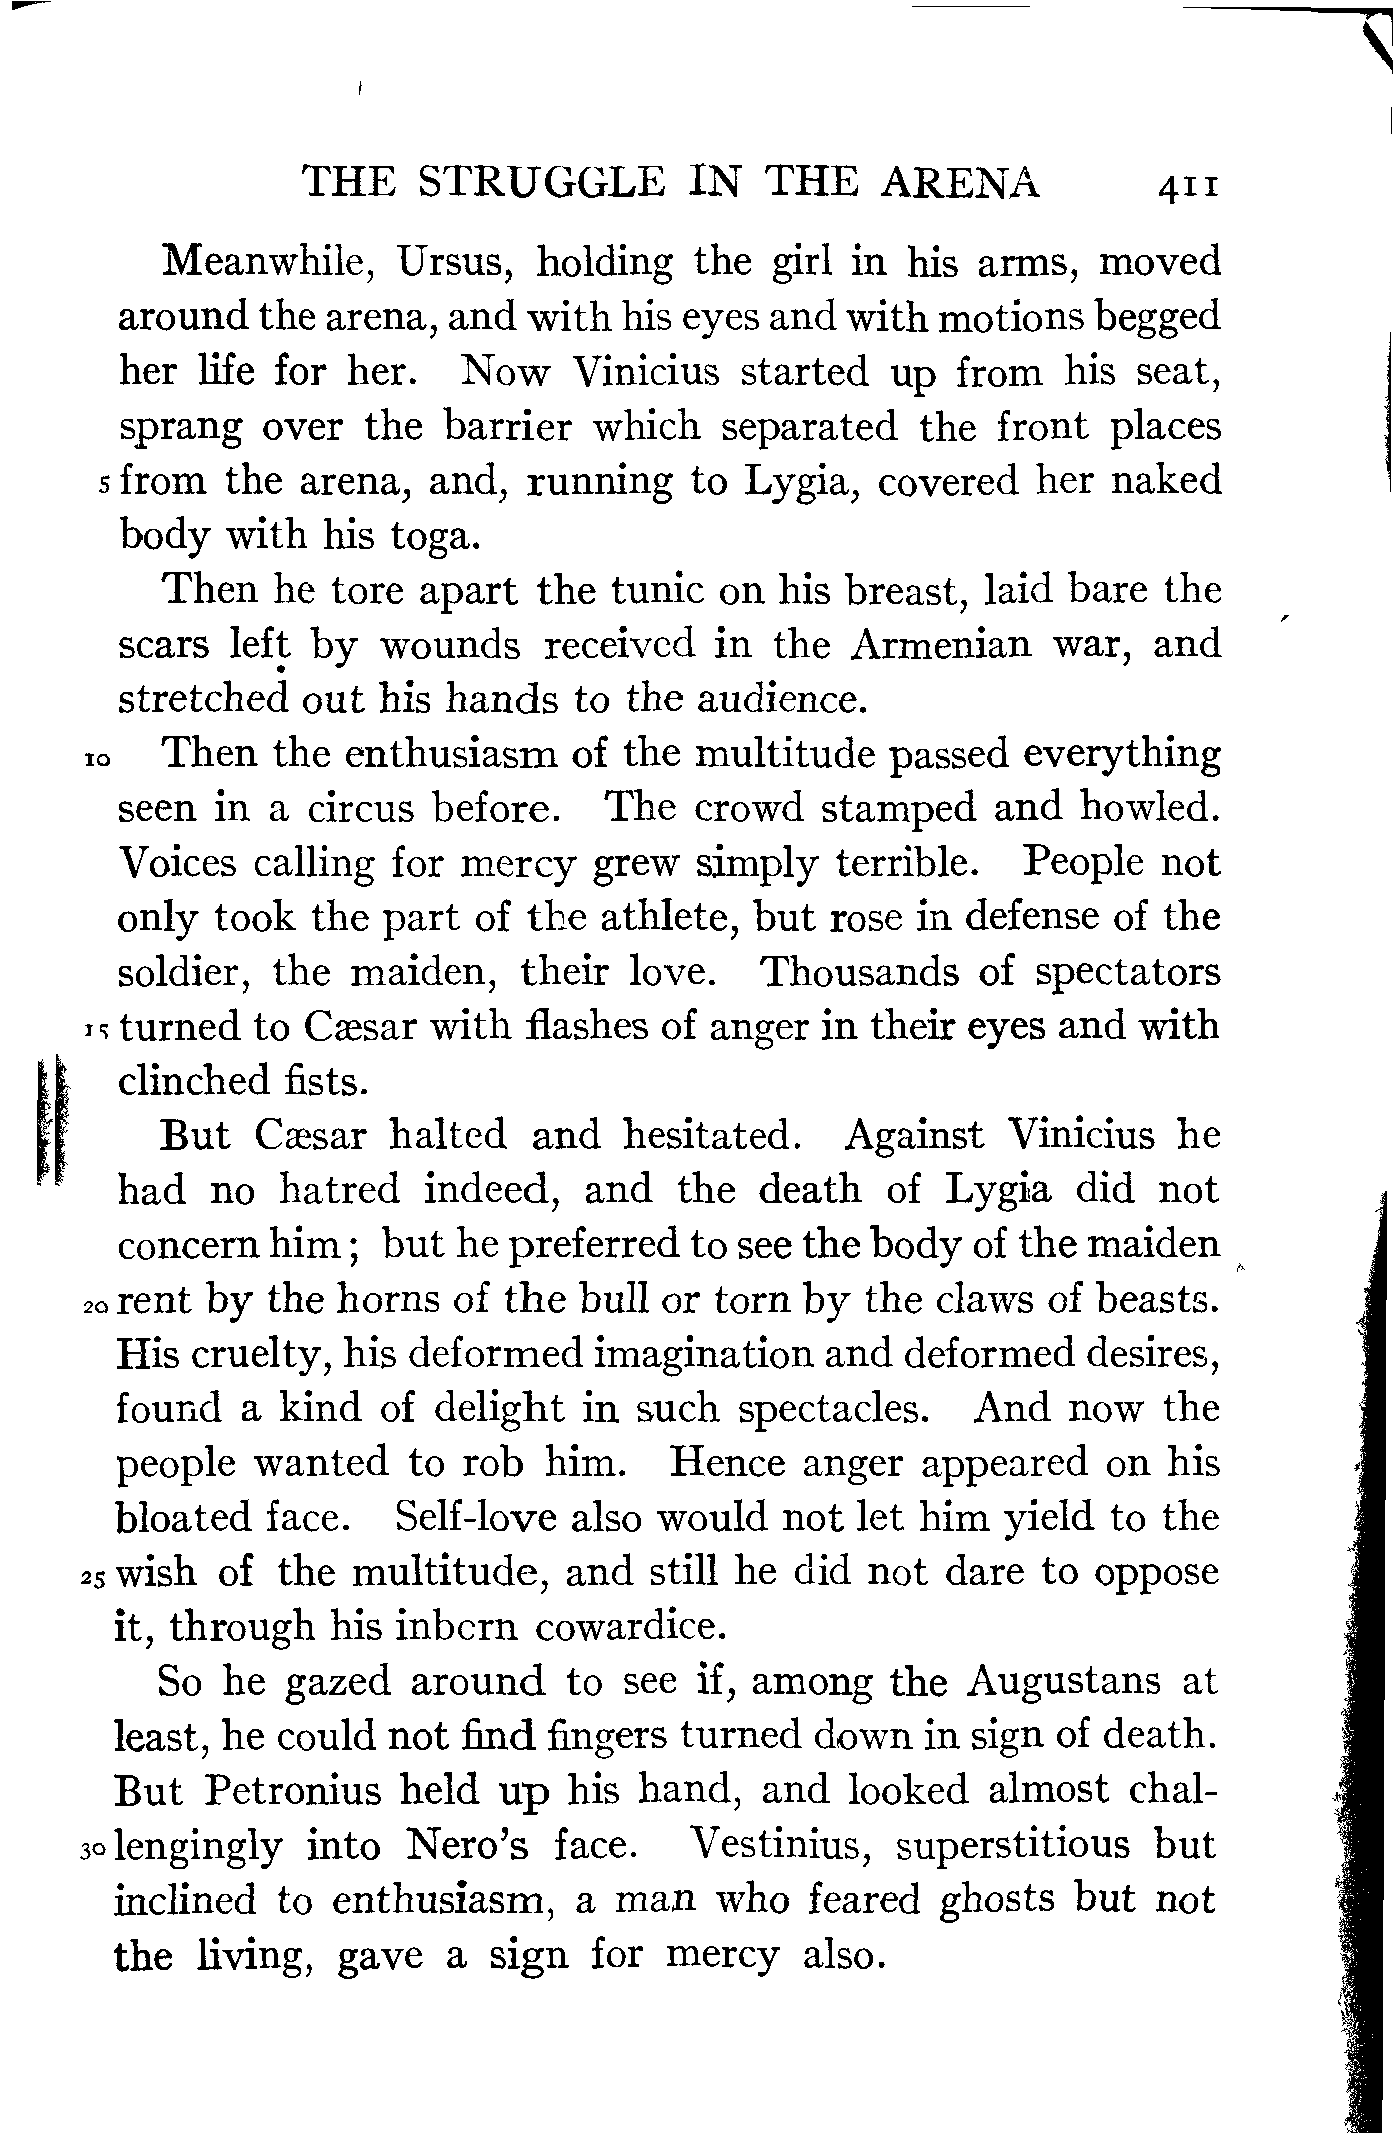 THE STRUGGLE IN THE ARENA 411
Meanwhile, Ursus, holding the girl in his arms, moved
around the arena, and with his eyes and with motions begged
her life for her. Now Vinicius started up from his seat,
sprang over the barrier which separated the front places
5 from the arena, and, running to Lygia, covered her naked
body with his toga.
Then he tore apart the tunic on his breast, laid bare the
scars left by wounds received in the Armenian war, and
stretched out his hands to the audience.
10 Then the enthusiasm of the multitude passed everything
seen in a circus before. The crowd stamped and howled.
Voices calling for mercy grew simply terrible. People not
only took the part of the athlete, but rose in defense of the
soldier, the maiden, their love. Thousands of spectators
15 turned to Cæsar with flashes of anger in their eyes and with
clinched fists.
But Cæsar halted and hesitated. Against Vinicius he
had no hatred indeed, and the death of Lygia did not
concern him; but he preferred to see the body of the maiden
20 rent by the horns of the bull or torn by the claws of beasts.
His cruelty, his deformed imagination and deformed desires,
found a kind of delight in such spectacles. And now the
people wanted to rob him. Hence anger appeared on his
bloated face. Self-love also would not let him yield to the
25 wish of the multitude, and still he did not dare to oppose
it, through his inborn cowardice.
So he gazed around to see if, among the Augustans at
least, he could not find fingers turned down in sign of death.
But Petronius held up his hand, and looked almost chal-
30 lengingly into Nero's face. Vestinius, superstitious but
inclined to enthusiasm, a man who feared ghosts but not
the living, gave a sign for mercy also.